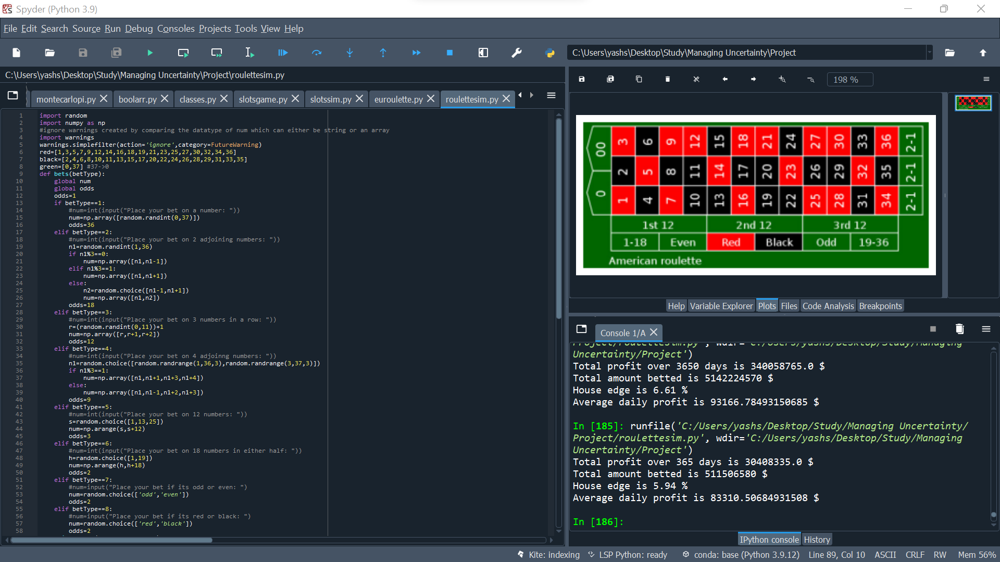 Spyder (Python 3.9)
File Edit Search Source Run Debug Consoles Projects Tools View Help
C:\Users\yashs\Desktop\Study\Managing Uncertainty\Project
C:\Users\yashs\Desktop\Study\Managing Uncertainty\Project\roulettesim.py
montecarlopi.py boolarr.py classes.py slotsgame.py slotssim.py euroulette.py roulettesim.py
1 import random
2 import numpy as np
3 #ignore warnings created by comparing the datatype of num which can either be string or an array
4 import warnings
5 warnings.simplefilter(action='ignore',category=FutureWarning)
6 red=[1,3,5,7,9,12,14,16,18,19,21,23,25,27,30,32,34,36]
7 black=[2,4,6,8,10,11,13,15,17,20,22,24,26,28,29,31,33,35]
8 green=[0,37] #37->0
9 def bets(betType):
10 global num
11 global odds
12 odds=1
13 if betType==1:
14 #num=int(input("Place your bet on a number: "))
15 num=np.array([random.randint(0,37)])
16 odds=36
17 elif betType==2:
18 #num=int(input("Place your bet on 2 adjoining numbers: "))
19 n1=random.randint(1,36)
20 if n1%3==0:
21 num=np.array([n1,n1-1])
22 elif n1%3==1:
23 num=np.array([n1,n1+1])
24 else:
25 n2=random.choice([n1-1,n1+1])
26 num=np.array([n1,n2])
27 odds=18
28 elif betType==3:
29 #num=int(input("Place your bet on 3 numbers in a row: "))
30 r=(random.randint(0,11))+1
31 num=np.array([r,r+1,r+2])
32 odds=12
33 elif betType==4:
34 #num=int(input("Place your bet on 4 adjoinng numbers: "))
35 n1=random.choice([random.randrange(1,36,3),random.randrange(3,37,3)])
36 if n1%3==1:
37 num=np.array([n1,n1+1,n1+3,n1+4])
38 else:
39 num=np.array([n1,n1-1,n1+2,n1+3])
40 odds=9
41 elif betType==5:
42 #num=int(input("Place your bet on 12 numbers: "))
43 s=random.choice([1,13,25])
44 num=np.arange(s,s+12)
45 odds=3
46 elif betType==6:
47 #num=int(input("Place your bet on 18 numbers in either half: "))
48 h=random.choice([1,19])
49 num=np.arange(h,h+18)
50 odds=2
51 elif betType==7:
52 #num=input("Place your bet if its odd or even: ")
53 num=random.choice(['odd','even'])
54 odds=2
55 elif betType==8:
56 #num=input("Place your bet if its red or black: ")
57 num=random.choice(['red','black'])
58 odds=2
198 %
00 3 6 9 12 15 18 21 24 27 30 33 36 2-1
2 5 8 11 14 17 20 23 26 29 32 35 2-1
0 1 4 7 10 13 16 19 22 25 28 31 34 2-1
1st 12 2nd 12 3rd 12
1-18 Even Red Black Odd 19-36
American roulette
Help Variable Explorer Plots Files Code Analysis Breakpoints
Console 1/A
Project/roulettesim.py', wdir='C:/Users/yashs/Desktop/Study/Managing
Uncertainty/Project')
Total profit over 3650 days is 340058765.0 $
Total amount betted is 5142224570 $
House edge is 6.61 %
Average daily profit is 93166.78493150685 $
In [185]: runfile('C:/Users/yashs/Desktop/Study/Managing Uncertainty/
Project/roulettesim.py', wdir='C:/Users/yashs/Desktop/Study/Managing
Uncertainty/Project')
Total profit over 365 days is 30408335.0 $
Total amount betted is 511506580 $
House edge is 5.94 %
Average daily profit is 83310.50684931508 $
In [186]:
IPython console History
Kite: indexing LSP Python: ready conda: base (Python 3.9.12) Line 89, Col 10 ASCII CRLF RW Mem 56%